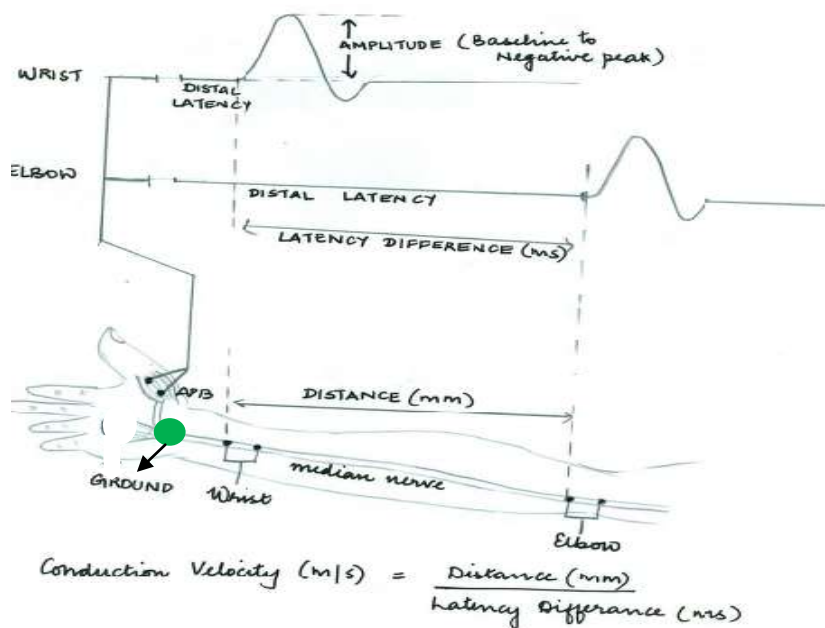 AMPLITUDE (Baseline to
Negative peak)
WRIST
DISTAL
LATENCY
ELBOW
DISTAL LATENCY
LATENCY DIFFERENCE (ms)
DISTANCE (mm)
APB
GROUND
Wrist
median nerve
Elbow
Conduction Velocity (m/s) = Distance (mm)
Latency Differance (ms)